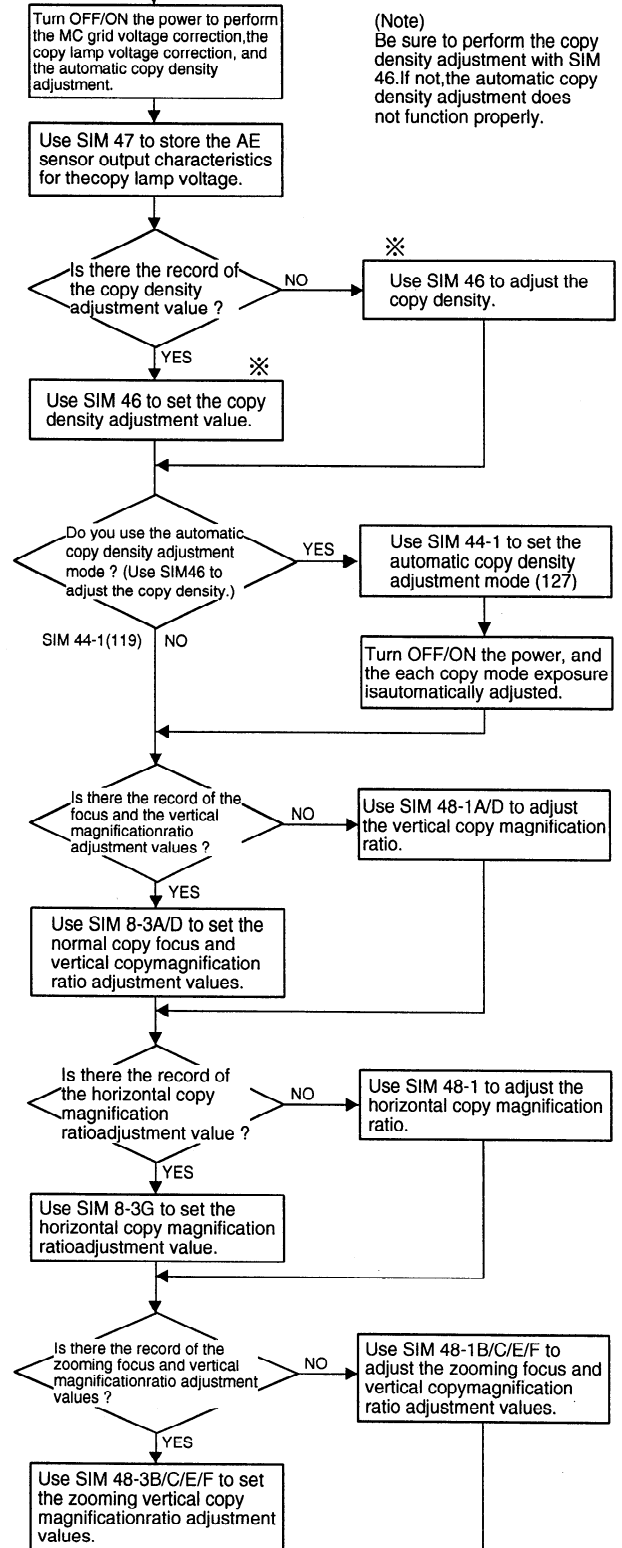 Turn OFF/ON the power to perform
the MC grid voltage correction,the
copy lamp voltage correction, and
the automatic copy density
adjustment.
(Note)
Be sure to perform the copy
density adjustment with SIM
46.If not,the automatic copy
density adjustment does
not function properly.
Use SIM 47 to store the AE
sensor output characteristics
for thecopy lamp voltage.
Is there the record of
the copy density
adjustment value ?
NO
※
Use SIM 46 to adjust the
copy density.
YES
※
Use SIM 46 to set the copy
density adjustment value.
Do you use the automatic
copy density adjustment
mode ? (Use SIM46 to
adjust the copy density.)
YES
Use SIM 44-1 to set the
automatic copy density
adjustment mode (127)
SIM 44-1(119)
NO
Turn OFF/ON the power, and
the each copy mode exposure
isautomatically adjusted.
Is there the record of the
focus and the vertical
magnificationratio
adjustment values ?
NO
Use SIM 48-1A/D to adjust
the vertical copy magnification
ratio.
YES
Use SIM 8-3A/D to set the
normal copy focus and
vertical copymagnification
ratio adjustment values.
Is there the record of
the horizontal copy
magnification
ratioadjustment value ?
NO
Use SIM 48-1 to adjust the
horizontal copy magnification
ratio.
YES
Use SIM 8-3G to set the
horizontal copy magnification
ratioadjustment value.
Is there the record of the
zooming focus and vertical
magnificationratio adjustment
values ?
NO
Use SIM 48-1B/C/E/F to
adjust the zooming focus and
vertical copymagnification
ratio adjustment values.
YES
Use SIM 48-3B/C/E/F to set
the zooming vertical copy
magnificationratio adjustment
values.